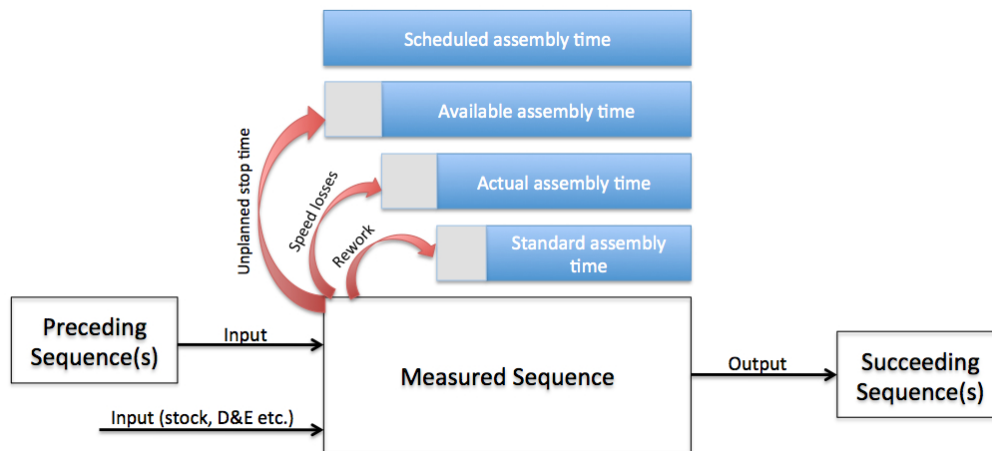 Scheduled assembly time
Available assembly time
Unplanned stop time
Speed losses
Actual assembly time
Rework
Standard assembly
time
Preceding
Sequence(s)
Input
Measured Sequence
Output
Succeeding
Sequence(s)
Input (stock, D&E etc.)